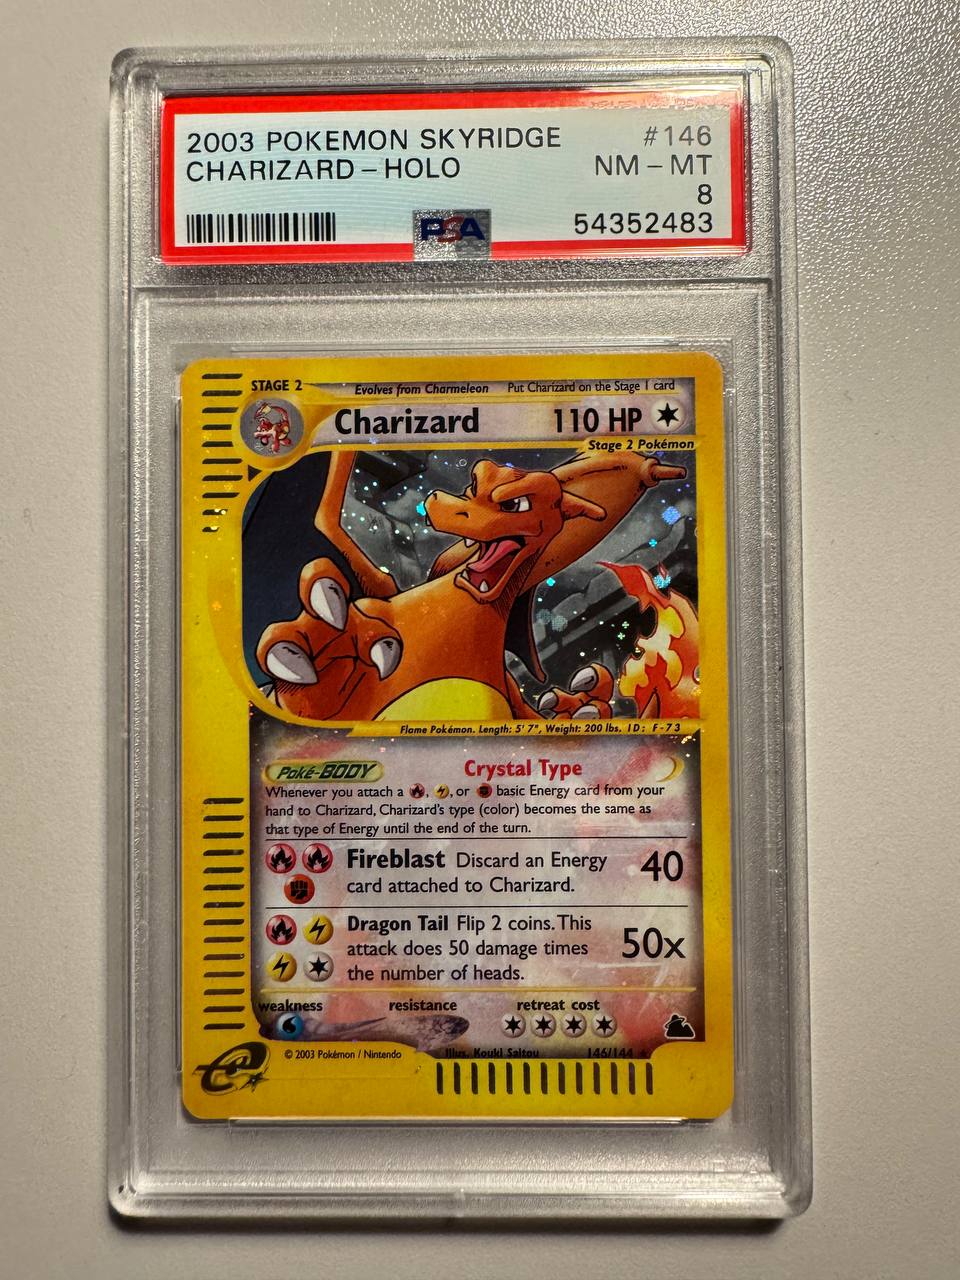 2003 POKEMON SKYRIDGE #146
CHARIZARD - HOLO NM - MT
8
PSA 54352483
STAGE 2 Evolves from Charmeleon Put Charizard on the Stage 1 card
Charizard 110 HP
Stage 2 Pokémon
Flame Pokémon. Length: 5' 7", Weight: 200 lbs. ID: F-73
Poké-BODY Crystal Type
Whenever you attach a , , or basic Energy card from your
hand to Charizard, Charizard's type (color) becomes the same as
that type of Energy until the end of the turn.
Fireblast Discard an Energy 40
card attached to Charizard.
Dragon Tail Flip 2 coins. This
attack does 50 damage times 50x
the number of heads.
weakness resistance retreat cost
e © 2003 Pokémon / Nintendo Illus. Kouki Saitou 146/144